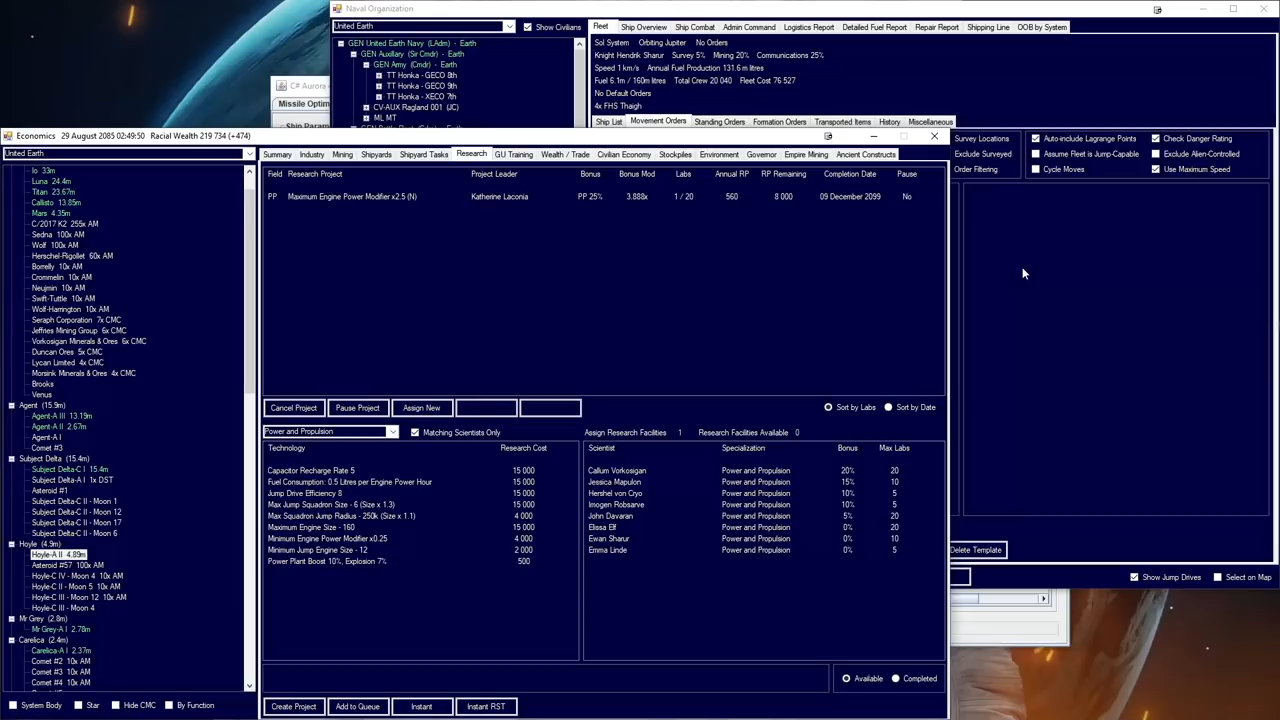 Naval Organization
United Earth
Show Civilians
GEN United Earth Navy (LAdm) - Earth
GEN Auxillary (Sir Cmdr) - Earth
GEN Army (Cmdr) - Earth
TT Honka - GECO 8th
TT Honka - GECO 9th
TT Honka - XECO 7th
CV-AUX Ragland 001 (JC)
ML MT
Fleet Ship Overview Ship Combat Admin Command Logistics Report Detailed Fuel Report Repair Report Shipping Line OOB by System
Sol System Orbiting Jupiter No Orders
Knight Hendrik Sharur Survey 5% Mining 20% Communications 25%
Speed 1 km/s Annual Fuel Production 131.6 m litres
Fuel 6.1m / 160m litres Total Crew 20 040 Fleet Cost 76 527
No Default Orders
4x FHS Thaigh
Ship List Movement Orders Standing Orders Formation Orders Transported Items History Miscellaneous
C# Aurora
Missile Optim
Ship Param
Survey Locations
Exclude Surveyed
Order Filtering
Auto-include Lagrange Points
Check Danger Rating
Assume Fleet is Jump-Capable
Exclude Alien-Controlled
Cycle Moves
Use Maximum Speed
Delete Template
Show Jump Drives
Select on Map
Economics 29 August 2085 02:49:50 Racial Wealth 219 734 (+474)
United Earth
Io 33m
Luna 24.4m
Titan 23.67m
Callisto 13.85m
Mars 4.35m
C/2017 K2 255x AM
Sedna 100x AM
Wolf 100x AM
Herschel-Rigollet 60x AM
Borrelly 10x AM
Crommelin 10x AM
Neujmin 10x AM
Swift-Tuttle 10x AM
Wolf-Harrington 10x AM
Seraph Corporation 7x CMC
Jeffries Mining Group 6x CMC
Vorkosigan Minerals & Ores 6x CMC
Duncan Ores 5x CMC
Lycan Limited 4x CMC
Morsink Minerals & Ores 4x CMC
Brooks
Venus
Agent (15.9m)
Agent-A III 13.19m
Agent-A II 2.67m
Agent-A I
Comet #3
Subject Delta (15.4m)
Subject Delta-C I 15.4m
Subject Delta-A I 1x DST
Asteroid #1
Subject Delta-C II - Moon 1
Subject Delta-C II - Moon 12
Subject Delta-C II - Moon 17
Subject Delta-C II - Moon 6
Hoyle (4.9m)
Hoyle-A II 4.89m
Asteroid #57 100x AM
Hoyle-C IV - Moon 4 10x AM
Hoyle-C II - Moon 5 10x AM
Hoyle-C III - Moon 12 10x AM
Hoyle-C III - Moon 4
Mr Grey (2.8m)
Mr Grey-A I 2.78m
Carelica (2.4m)
Carelica-A I 2.37m
Comet #2 10x AM
Comet #3 10x AM
Comet #4 10x AM
System Body Star Hide CMC By Function
Summary Industry Mining Shipyards Shipyard Tasks Research GU Training Wealth / Trade Civilian Economy Stockpiles Environment Governor Empire Mining Ancient Constructs
Field Research Project Project Leader Bonus Bonus Mod Labs Annual RP RP Remaining Completion Date Pause
PP Maximum Engine Power Modifier x2.5 (N) Katherine Laconia PP 25% 3.888x 1 / 20 560 8 000 09 December 2099 No
Cancel Project Pause Project Assign New
Sort by Labs Sort by Date
Power and Propulsion
Matching Scientists Only
Assign Research Facilities 1 Research Facilities Available 0
Technology Research Cost
Capacitor Recharge Rate 5 15 000
Fuel Consumption: 0.5 Litres per Engine Power Hour 15 000
Jump Drive Efficiency 8 15 000
Max Jump Squadron Size - 6 (Size x 1.3) 15 000
Max Squadron Jump Radius - 250k (Size x 1.1) 4 000
Maximum Engine Size - 160 15 000
Minimum Engine Power Modifier x0.25 4 000
Minimum Jump Engine Size - 12 2 000
Power Plant Boost 10%, Explosion 7% 500
Scientist Specialization Bonus Max Labs
Callum Vorkosigan Power and Propulsion 20% 20
Jessica Mapulon Power and Propulsion 15% 10
Hershel von Cryo Power and Propulsion 10% 5
Imogen Robsarve Power and Propulsion 10% 5
John Davaran Power and Propulsion 5% 20
Elissa Elf Power and Propulsion 0% 20
Ewan Sharur Power and Propulsion 0% 10
Emma Linde Power and Propulsion 0% 5
Available Completed
Create Project Add to Queue Instant Instant RST